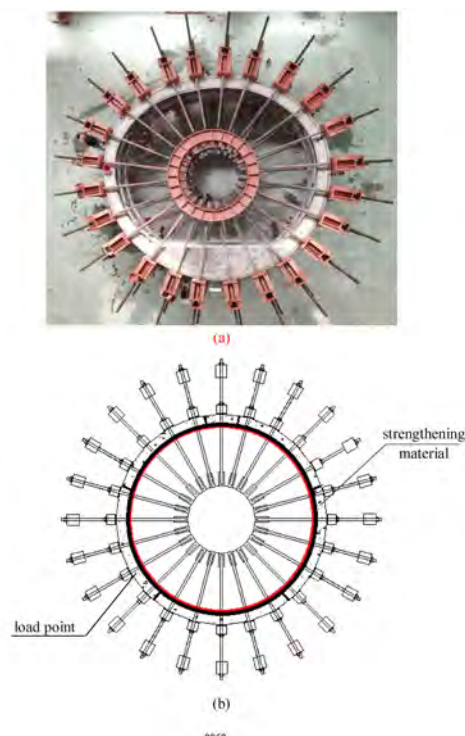 (a)
strengthening
material
load point
(b)